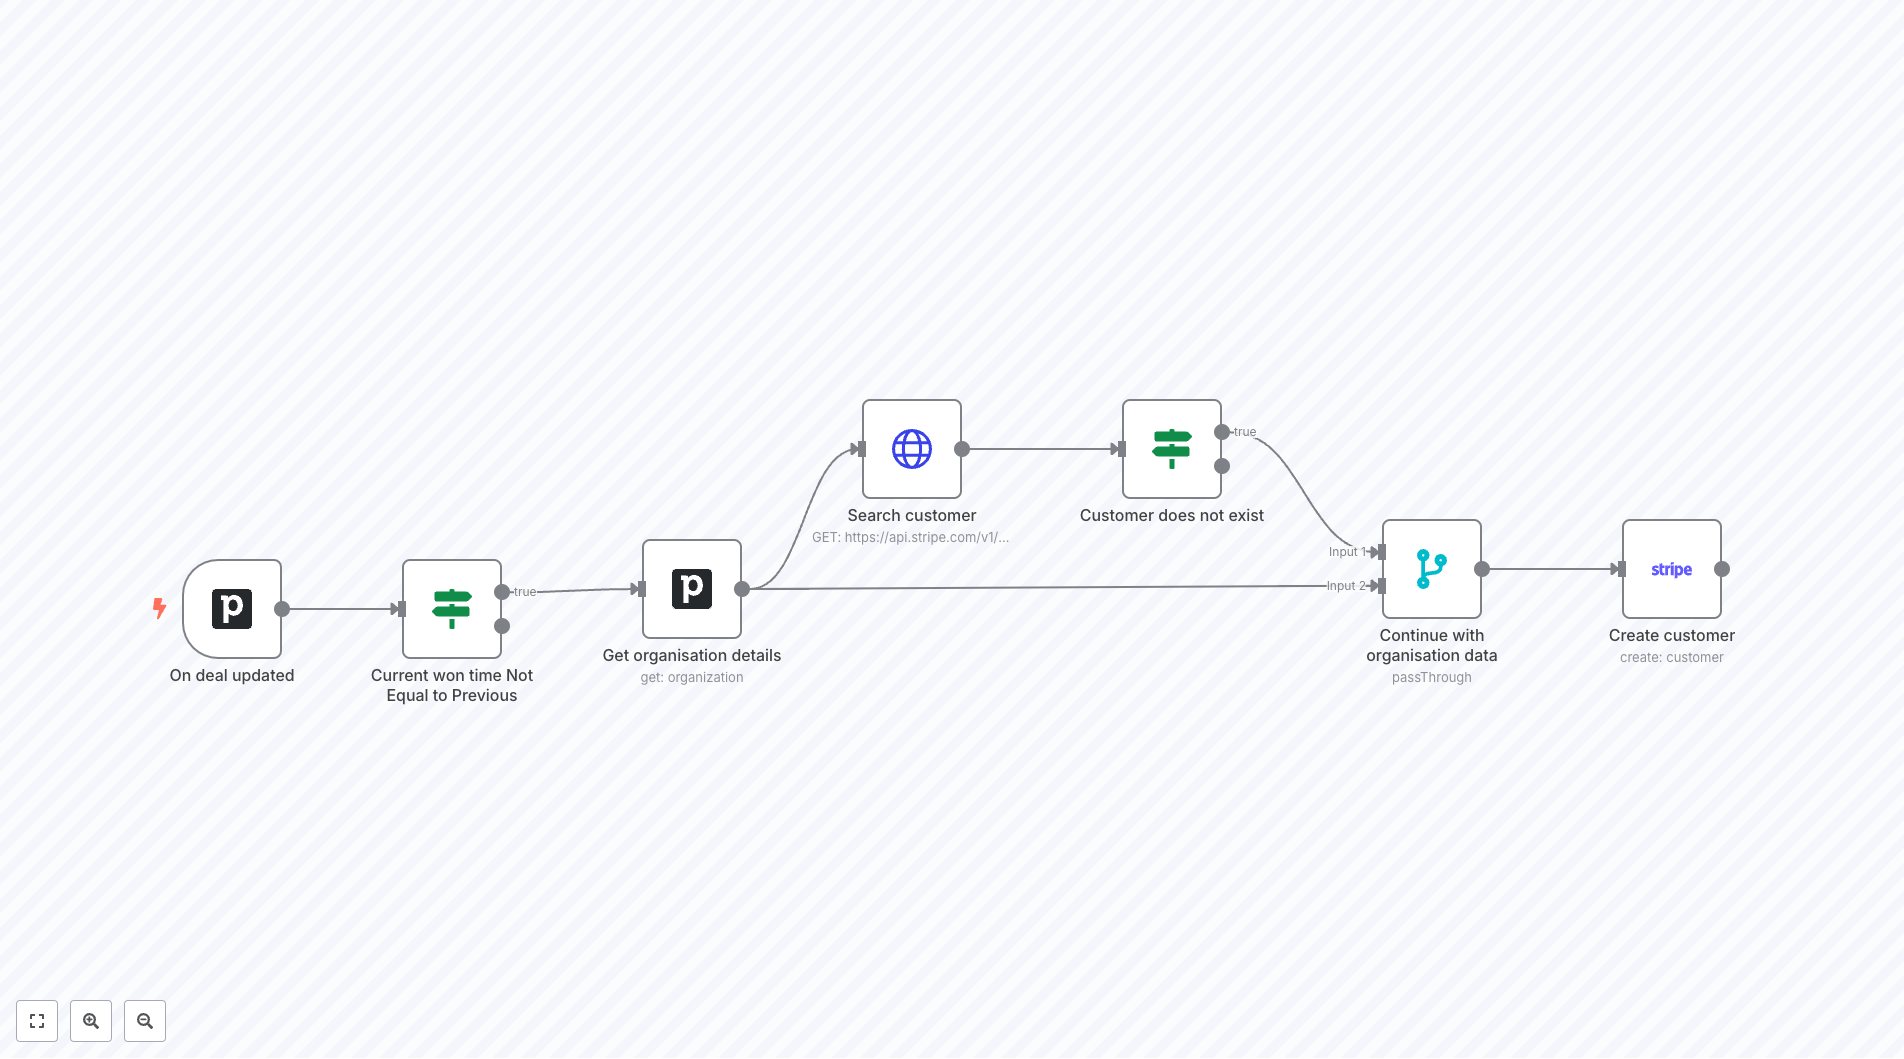 p
On deal updated
true
Current won time Not
Equal to Previous
p
Get organisation details
get: organization
Search customer
GET: https://api.stripe.com/v1/...
true
Customer does not exist
Input 1
Input 2
Continue with
organisation data
passThrough
stripe
Create customer
create: customer